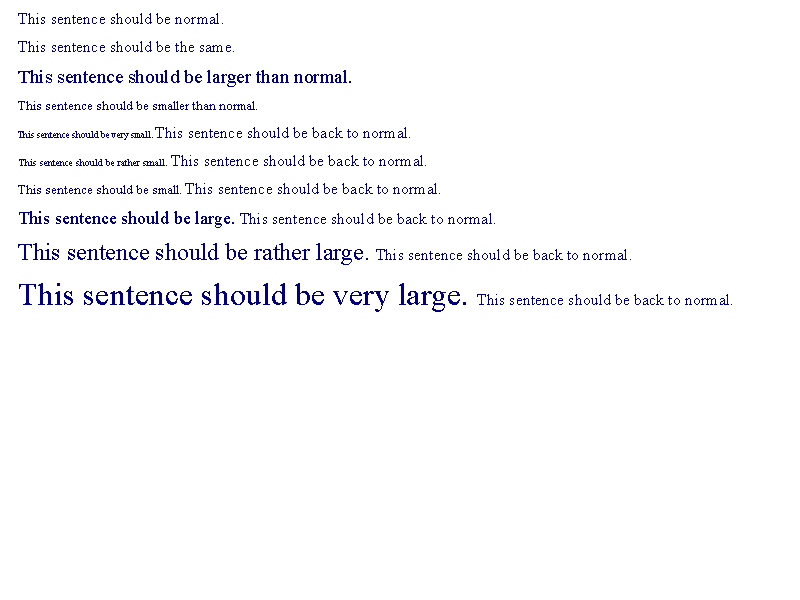 This sentence should be normal.
This sentence should be the same.
This sentence should be larger than normal.
This sentence should be smaller than normal.
This sentence should be very small. This sentence should be back to normal.
This sentence should be rather small. This sentence should be back to normal.
This sentence should be small. This sentence should be back to normal.
This sentence should be large. This sentence should be back to normal.
This sentence should be rather large. This sentence should be back to normal.
This sentence should be very large. This sentence should be back to normal.